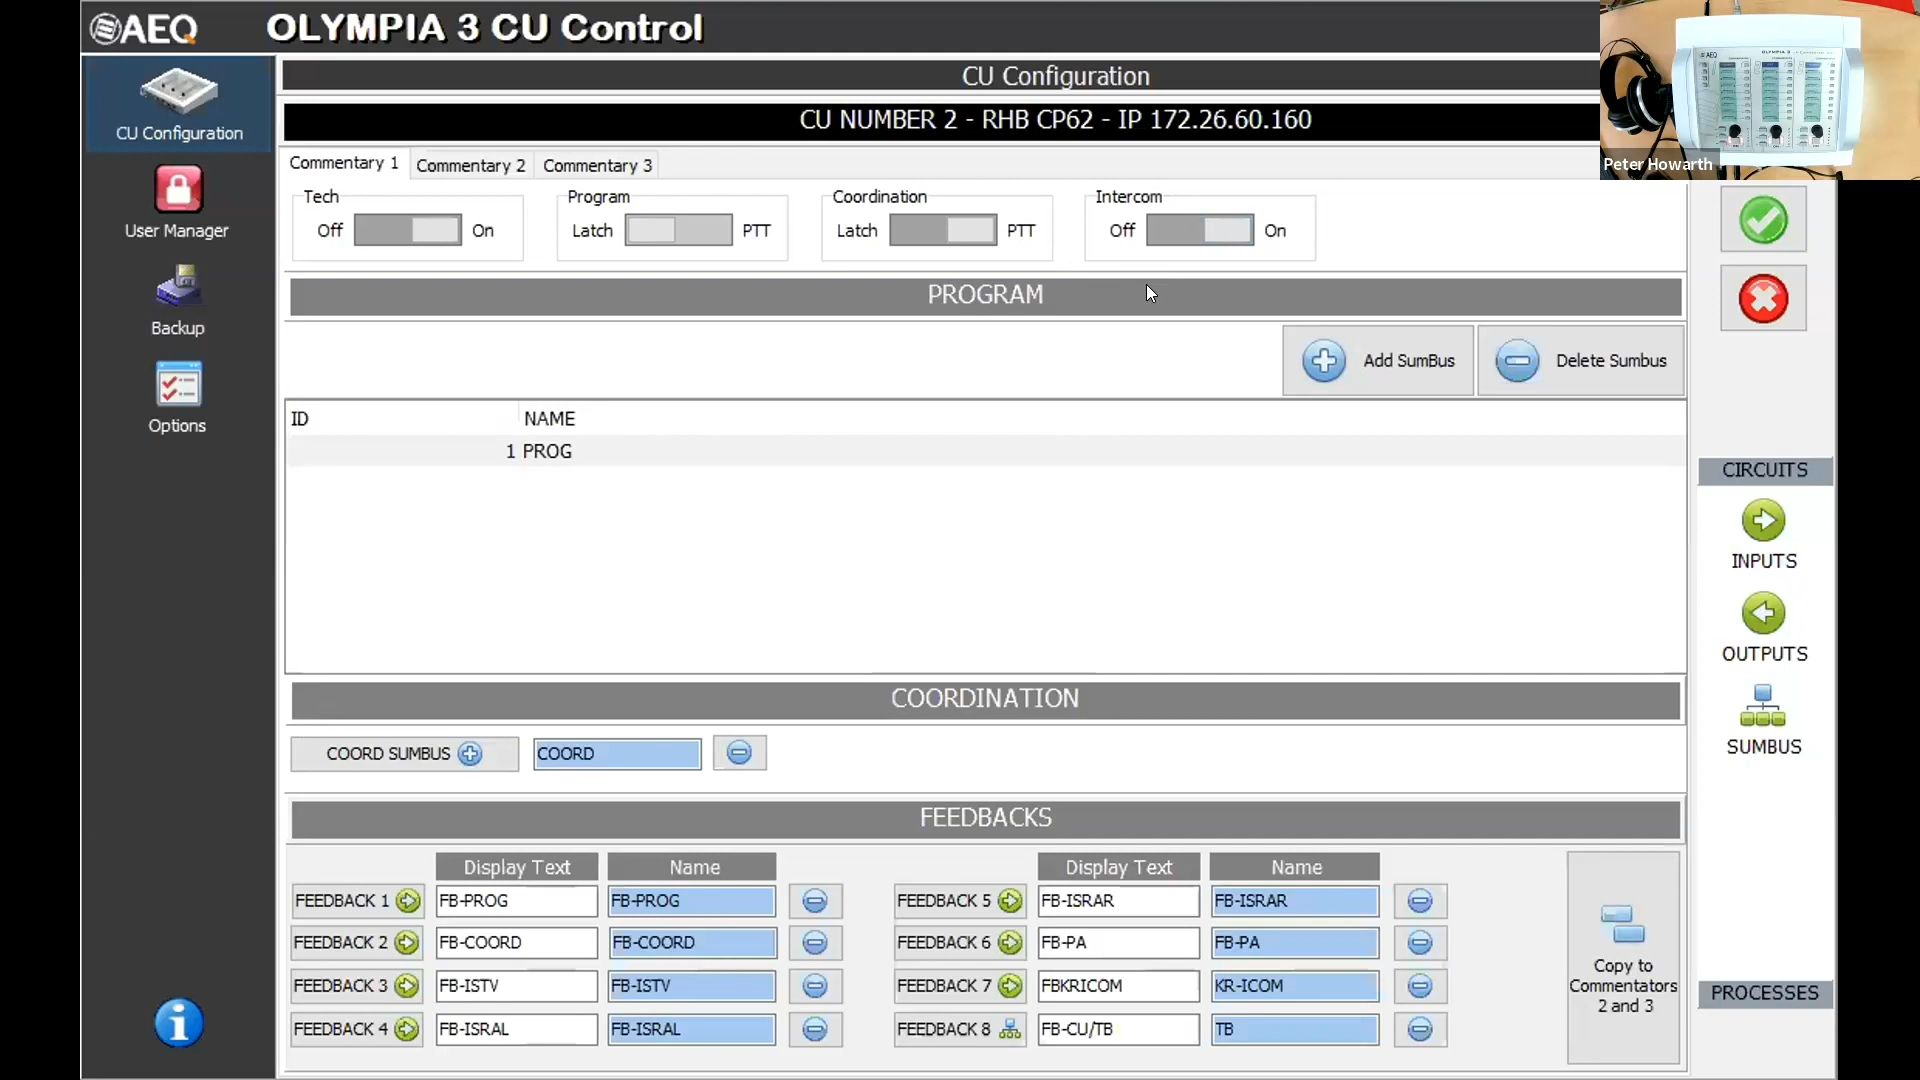 AEQ OLYMPIA 3 CU Control
CU Configuration
CU NUMBER 2 - RHB CP62 - IP 172.26.60.160
AEQ
OLYMPIA 3
Peter Howarth
CU Configuration
User Manager
Backup
Options
Commentary 1 Commentary 2 Commentary 3
Tech
Off On
Program
Latch PTT
Coordination
Latch PTT
Intercom
Off On
PROGRAM
Add SumBus Delete Sumbus
ID NAME
1 PROG
COORDINATION
COORD SUMBUS COORD
FEEDBACKS
Display Text Name Display Text Name
FEEDBACK 1 FB-PROG FB-PROG FEEDBACK 5 FB-ISRAR FB-ISRAR
FEEDBACK 2 FB-COORD FB-COORD FEEDBACK 6 FB-PA FB-PA
FEEDBACK 3 FB-ISTV FB-ISTV FEEDBACK 7 FBKRICOM KR-ICOM
FEEDBACK 4 FB-ISRAL FB-ISRAL FEEDBACK 8 FB-CU/TB TB
Copy to
Commentators
2 and 3
CIRCUITS
INPUTS
OUTPUTS
SUMBUS
PROCESSES